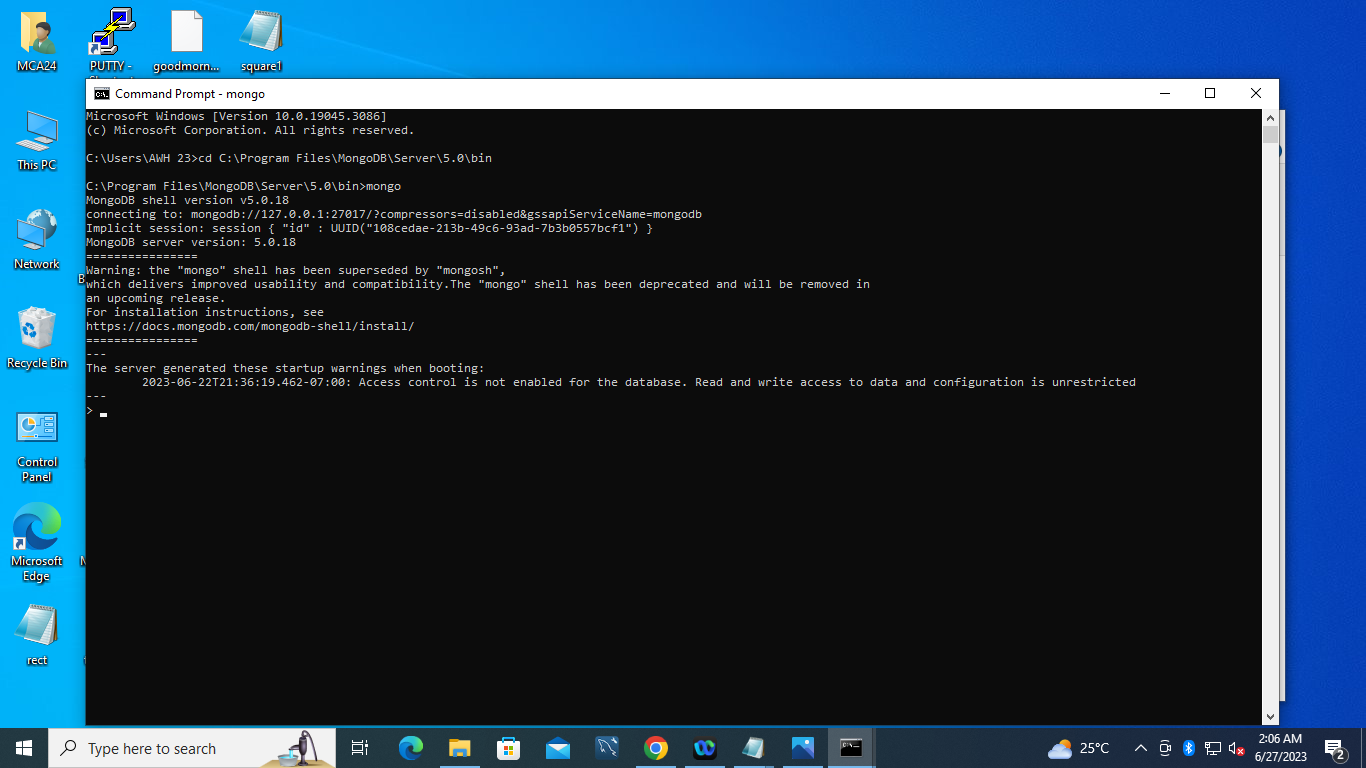 MCA24
PUTTY -
goodmorn...
square1
This PC
Network
Recycle Bin
Control
Panel
Microsoft
Edge
rect
Command Prompt - mongo
Microsoft Windows [Version 10.0.19045.3086]
(c) Microsoft Corporation. All rights reserved.
C:\Users\AWH 23>cd C:\Program Files\MongoDB\Server\5.0\bin
C:\Program Files\MongoDB\Server\5.0\bin>mongo
MongoDB shell version v5.0.18
connecting to: mongodb://127.0.0.1:27017/?compressors=disabled&gssapiServiceName=mongodb
Implicit session: session { "id" : UUID("108cedae-213b-49c6-93ad-7b3b0557bcf1") }
MongoDB server version: 5.0.18
================
Warning: the "mongo" shell has been superseded by "mongosh",
which delivers improved usability and compatibility.The "mongo" shell has been deprecated and will be removed in
an upcoming release.
For installation instructions, see
https://docs.mongodb.com/mongodb-shell/install/
================
---
The server generated these startup warnings when booting:
        2023-06-22T21:36:19.462-07:00: Access control is not enabled for the database. Read and write access to data and configuration is unrestricted
---
>
Type here to search
25°C
2:06 AM
6/27/2023
2